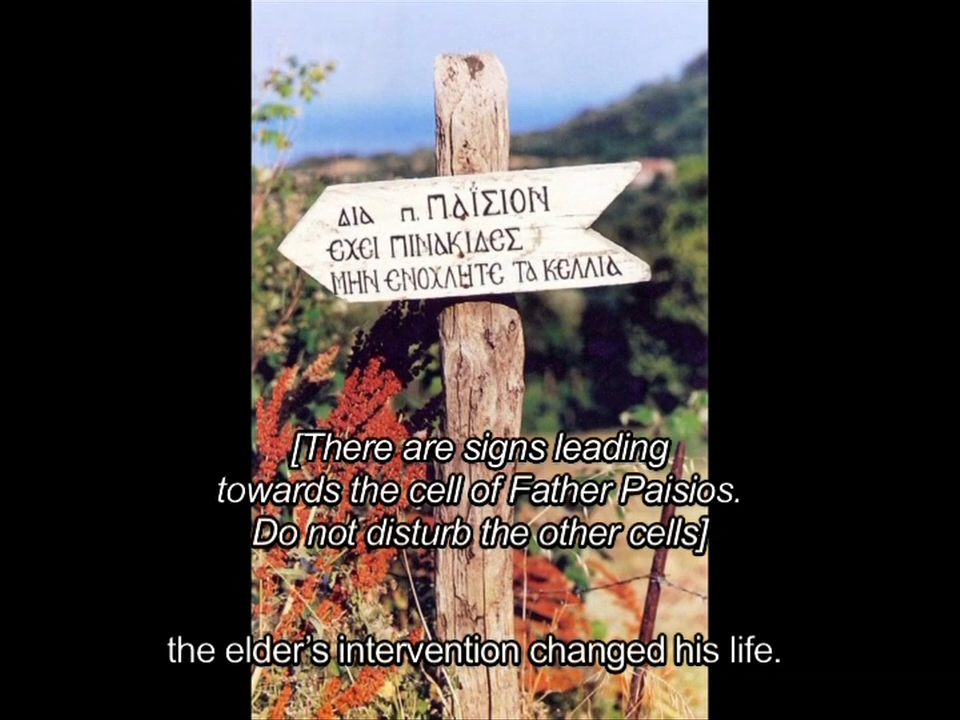 ΔΙΑ π. ΠΑΪΣΙΟΝ
ΕΧΕΙ ΠΙΝΑΚΙΔΕΣ
ΜΗΝ ΕΝΟΧΛΗΤΕ ΤΑ ΚΕΛΛΙΑ
[There are signs leading
towards the cell of Father Paisios.
Do not disturb the other cells]
the elder's intervention changed his life.